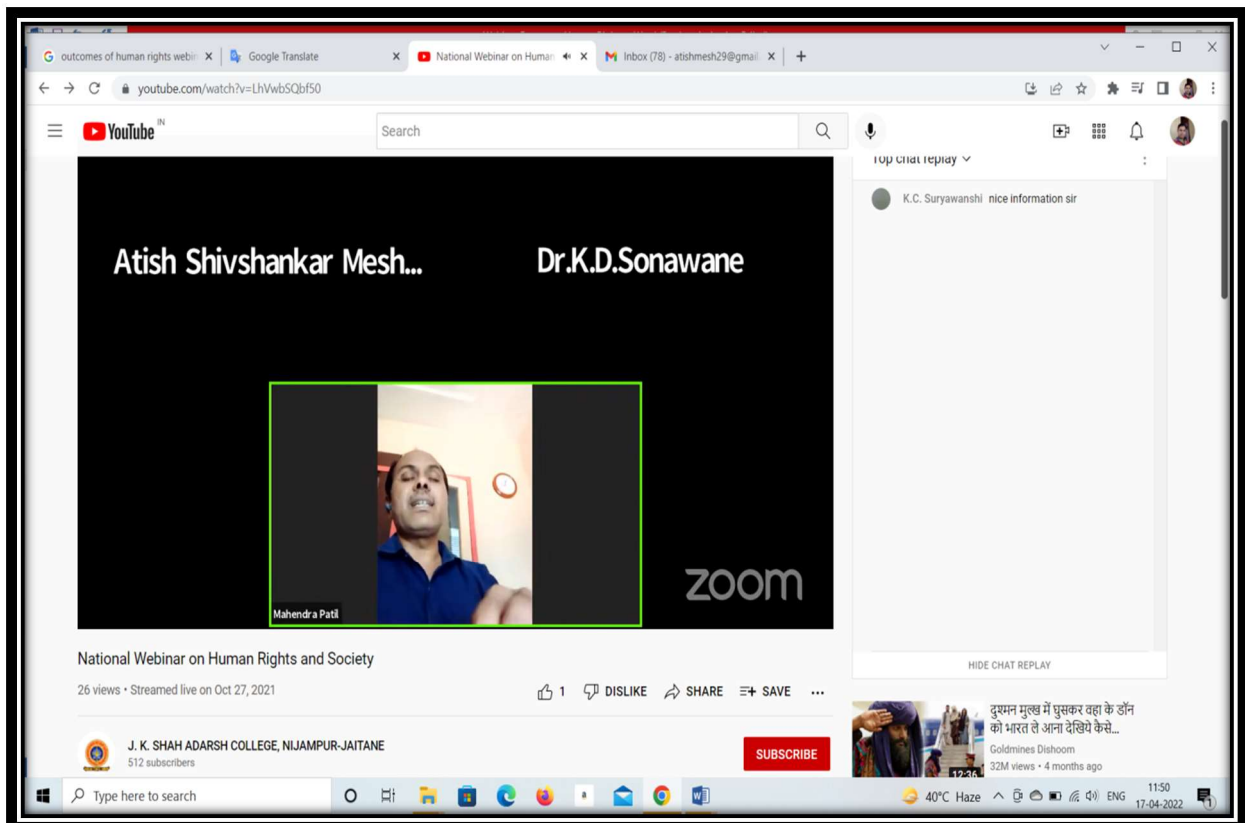 outcomes of human rights webin
Google Translate
National Webinar on Human
Inbox (78) - atishmesh29@gmail
youtube.com/watch?v=LhVwbSQbf50
YouTube IN
Search
Top chat replay
K.C. Suryawanshi nice information sir
Atish Shivshankar Mesh...
Dr.K.D.Sonawane
Mahendra Patil
zoom
National Webinar on Human Rights and Society
26 views • Streamed live on Oct 27, 2021
1 DISLIKE SHARE SAVE ...
J. K. SHAH ADARSH COLLEGE, NIJAMPUR-JAITANE
512 subscribers
SUBSCRIBE
HIDE CHAT REPLAY
दुश्मन मुल्ख में घुसकर वहा के डॉन
को भारत ले आना देखिये कैसे...
Goldmines Dishoom
32M views • 4 months ago
12:36
Type here to search
40°C Haze
ENG
11:50
17-04-2022
1